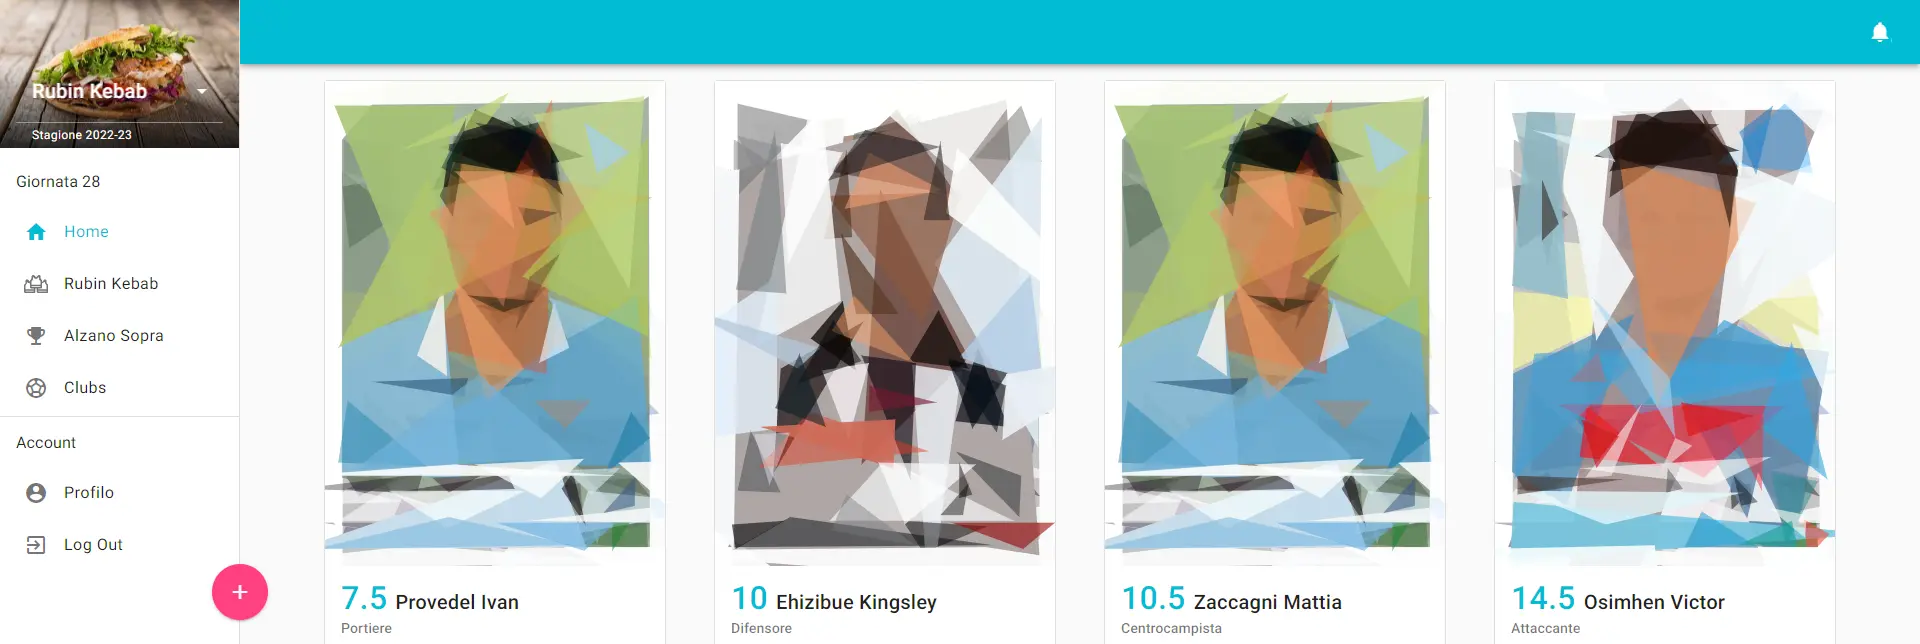 Rubin Kebab
Stagione 2022-23
Giornata 28
Home
Rubin Kebab
Alzano Sopra
Clubs
Account
Profilo
Log Out
+
7.5 Provedel Ivan
Portiere
10 Ehizibue Kingsley
Difensore
10.5 Zaccagni Mattia
Centrocampista
14.5 Osimhen Victor
Attaccante